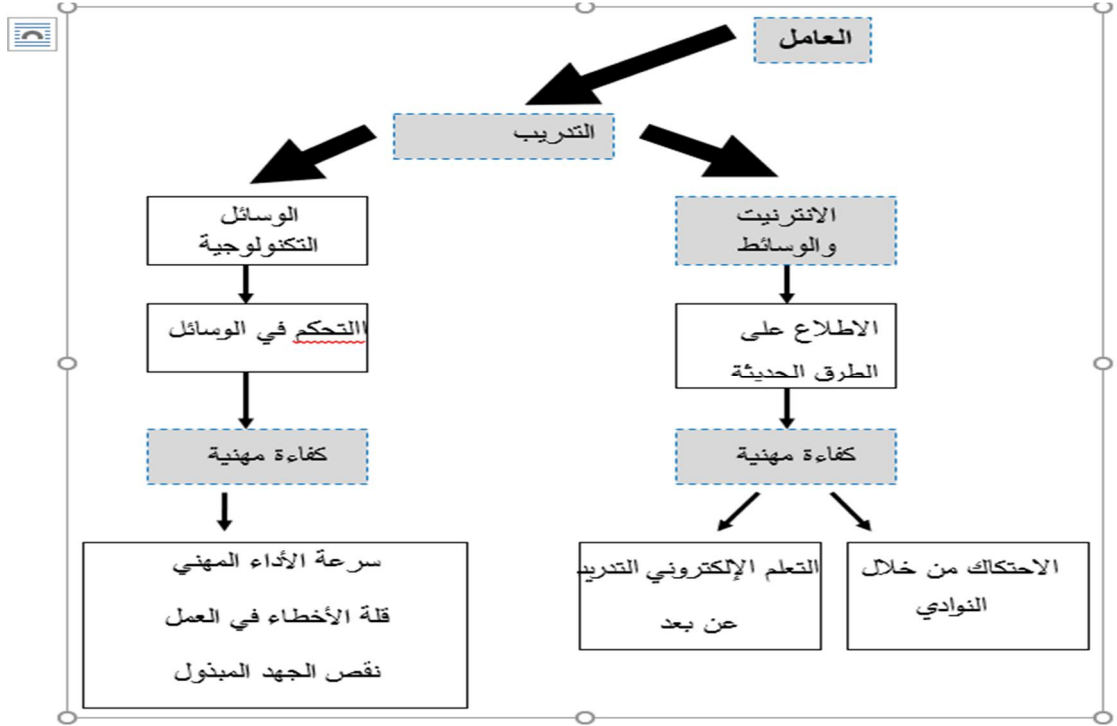 العامل
التدريب
الانترنيت
والوسائط
الوسائل
التكنولوجية
الاطلاع على
الطرق الحديثة
االتحكم في الوسائل
كفاءة مهنية
كفاءة مهنية
الاحتكاك من خلال
النوادي
التعلم الإلكتروني التدريد
عن بعد
سرعة الأداء المهني
قلة الأخطاء في العمل
نقص الجهد المبذول